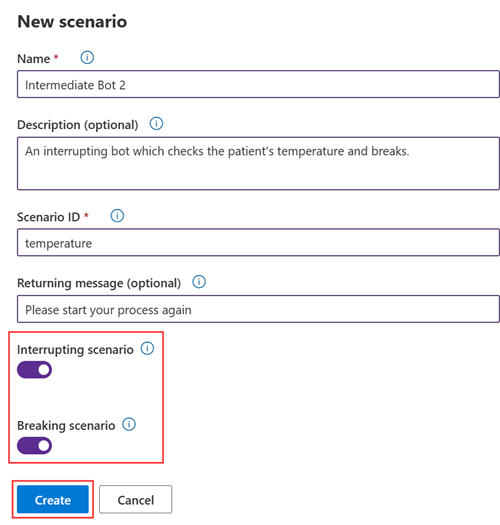 New scenario
Name *
Intermediate Bot 2
Description (optional)
An interrupting bot which checks the patient's temperature and breaks.
Scenario ID *
temperature
Returning message (optional)
Please start your process again
Interrupting scenario
Breaking scenario
Create Cancel